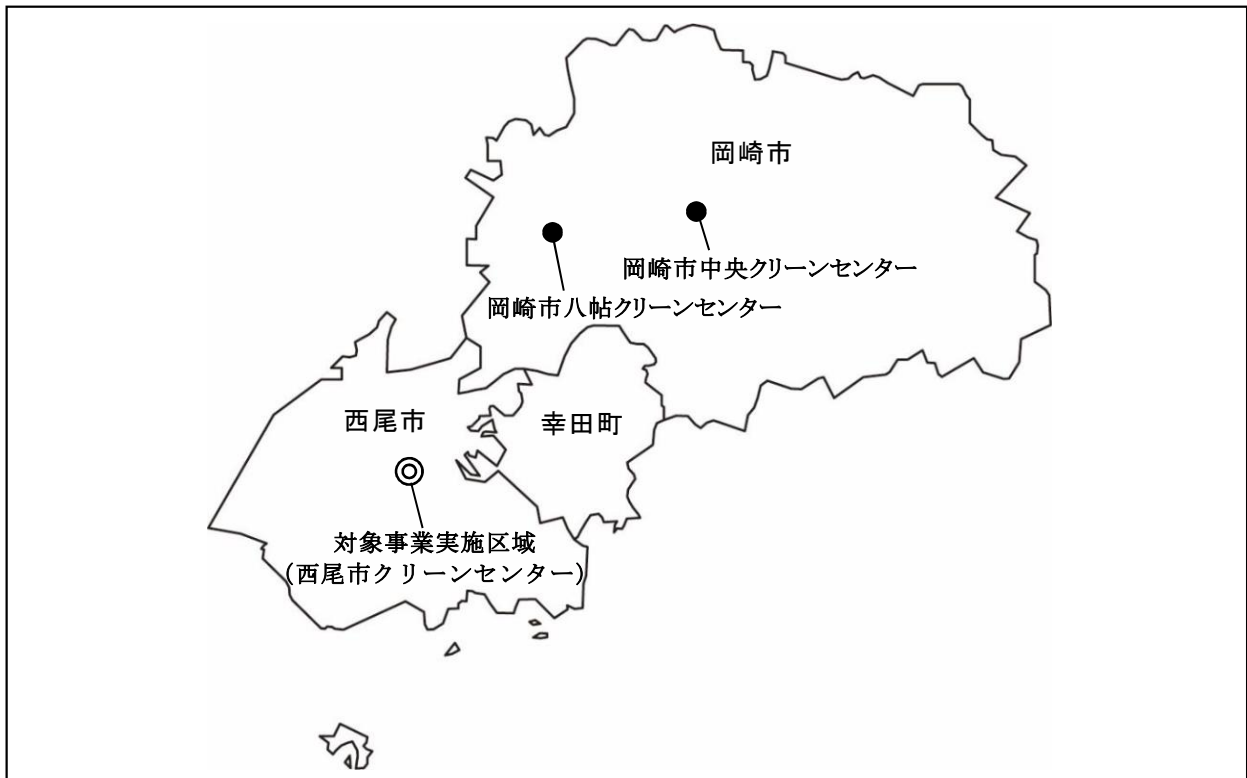 岡崎市
岡崎市中央クリーンセンター
岡崎市八帖クリーンセンター
西尾市
幸田町
対象事業実施区域
(西尾市クリーンセンター)